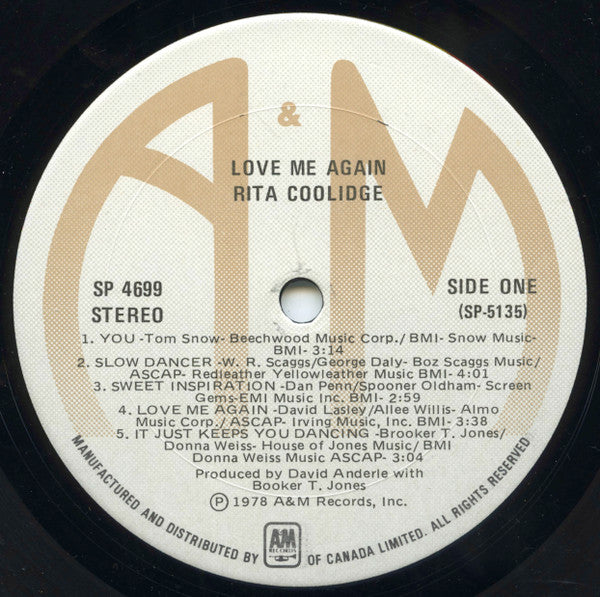 A & M
LOVE ME AGAIN
RITA COOLIDGE
SP 4699
STEREO
SIDE ONE
(SP-5135)
1. YOU -Tom Snow- Beechwood Music Corp./ BMI- Snow Music-
BMI- 3:14
2. SLOW DANCER -W. R. Scaggs/George Daly- Boz Scaggs Music/
ASCAP- Redleather Yellowleather Music BMI- 4:01
3. SWEET INSPIRATION -Dan Penn/Spooner Oldham- Screen
Gems-EMI Music Inc. BMI- 2:59
4. LOVE ME AGAIN -David Lasley/Allee Willis- Almo
Music Corp./ ASCAP- Irving Music, Inc.- BMI- 3:38
5. IT JUST KEEPS YOU DANCING -Brooker T. Jones/
Donna Weiss- House of Jones Music/ BMI
Donna Weiss Music ASCAP- 3:04
Produced by David Anderle with
Booker T. Jones
Ⓟ 1978 A&M Records, Inc.
MANUFACTURED AND DISTRIBUTED BY A&M RECORDS OF CANADA LIMITED. ALL RIGHTS RESERVED